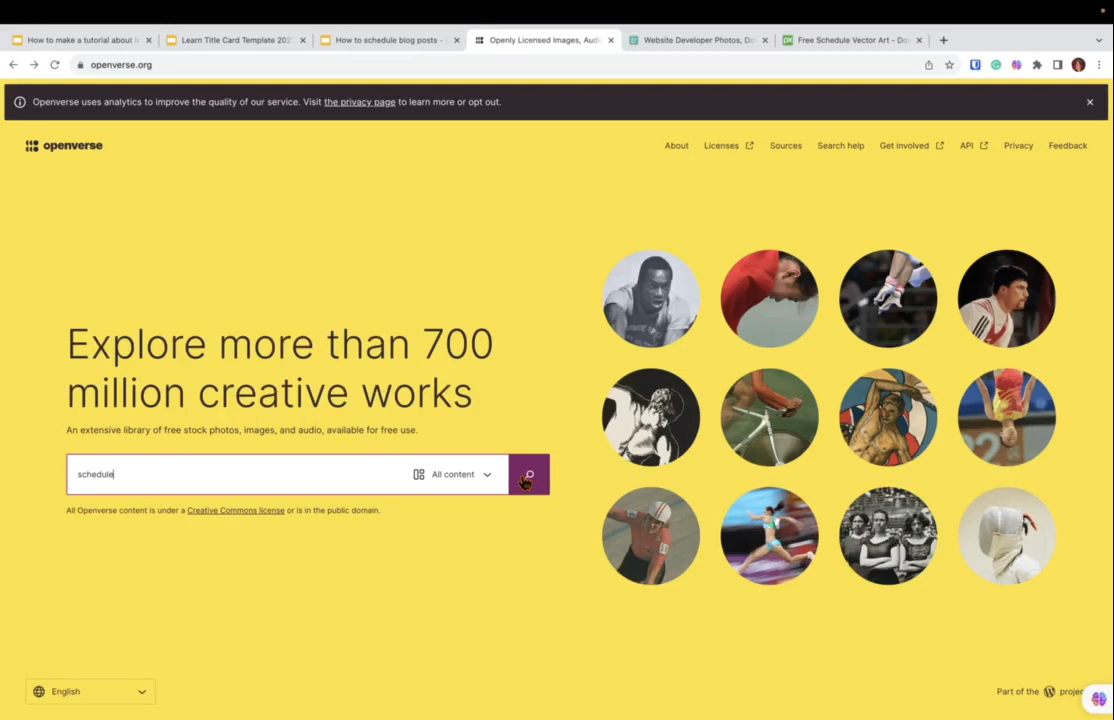 How to make a tutorial about l
Learn Title Card Template 202
How to schedule blog posts -
Openly Licensed Images, Aud
Website Developer Photos, Do
Free Schedule Vector Art - Do
openverse.org
Openverse uses analytics to improve the quality of our service. Visit the privacy page to learn more or opt out.
openverse
About
Licenses
Sources
Search help
Get involved
API
Privacy
Feedback
Explore more than 700
million creative works
An extensive library of free stock photos, images, and audio, available for free use.
schedule
All content
All Openverse content is under a Creative Commons license or is in the public domain.
English
Part of the
projec